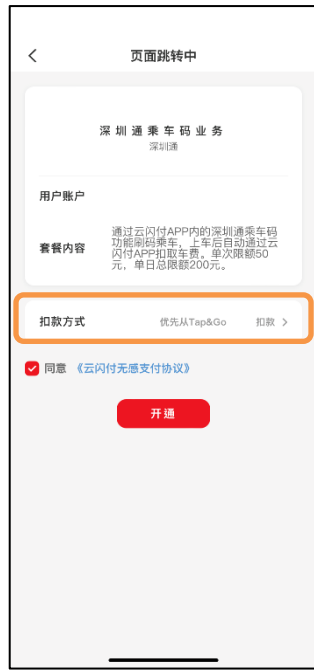 页面跳转中
深圳通乘车码业务
深圳通
用户账户
套餐内容
通过云闪付APP内的深圳通乘车码
功能刷码乘车，上车后自动通过云
闪付APP扣取车费。单次限额50
元，单日总限额200元。
扣款方式 优先从Tap&Go 扣款
同意 《云闪付无感支付协议》
开通